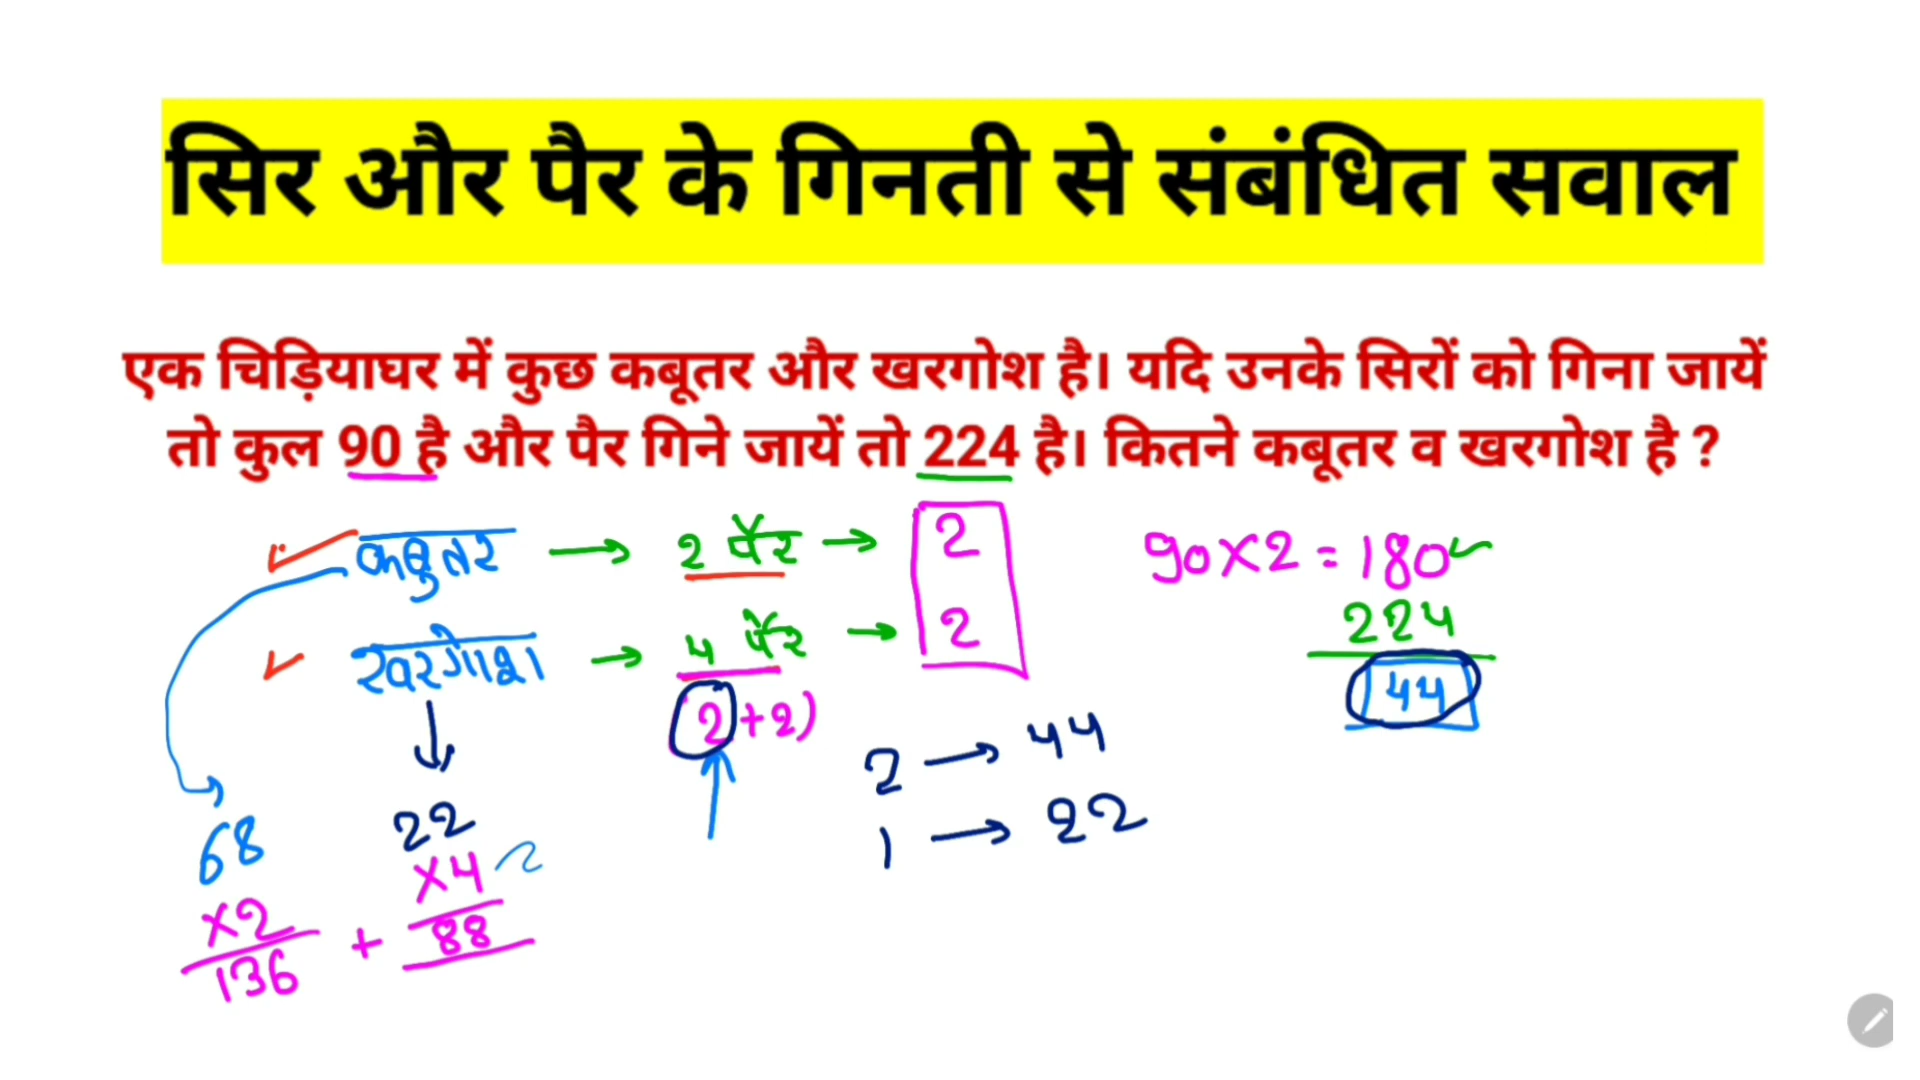 सिर और पैर के गिनती से संबंधित सवाल
एक चिड़ियाघर में कुछ कबूतर और खरगोश है। यदि उनके सिरों को गिना जायें
तो कुल 90 है और पैर गिने जायें तो 224 है। कितने कबूतर व खरगोश है ?
कबुतर → 2 पैर → 2
90 X 2 = 180
224
44
खरगोश → 4 पैर → 2
2 + 2)
2 → 44
1 → 22
68
X 2
136
+
22
X 4
88